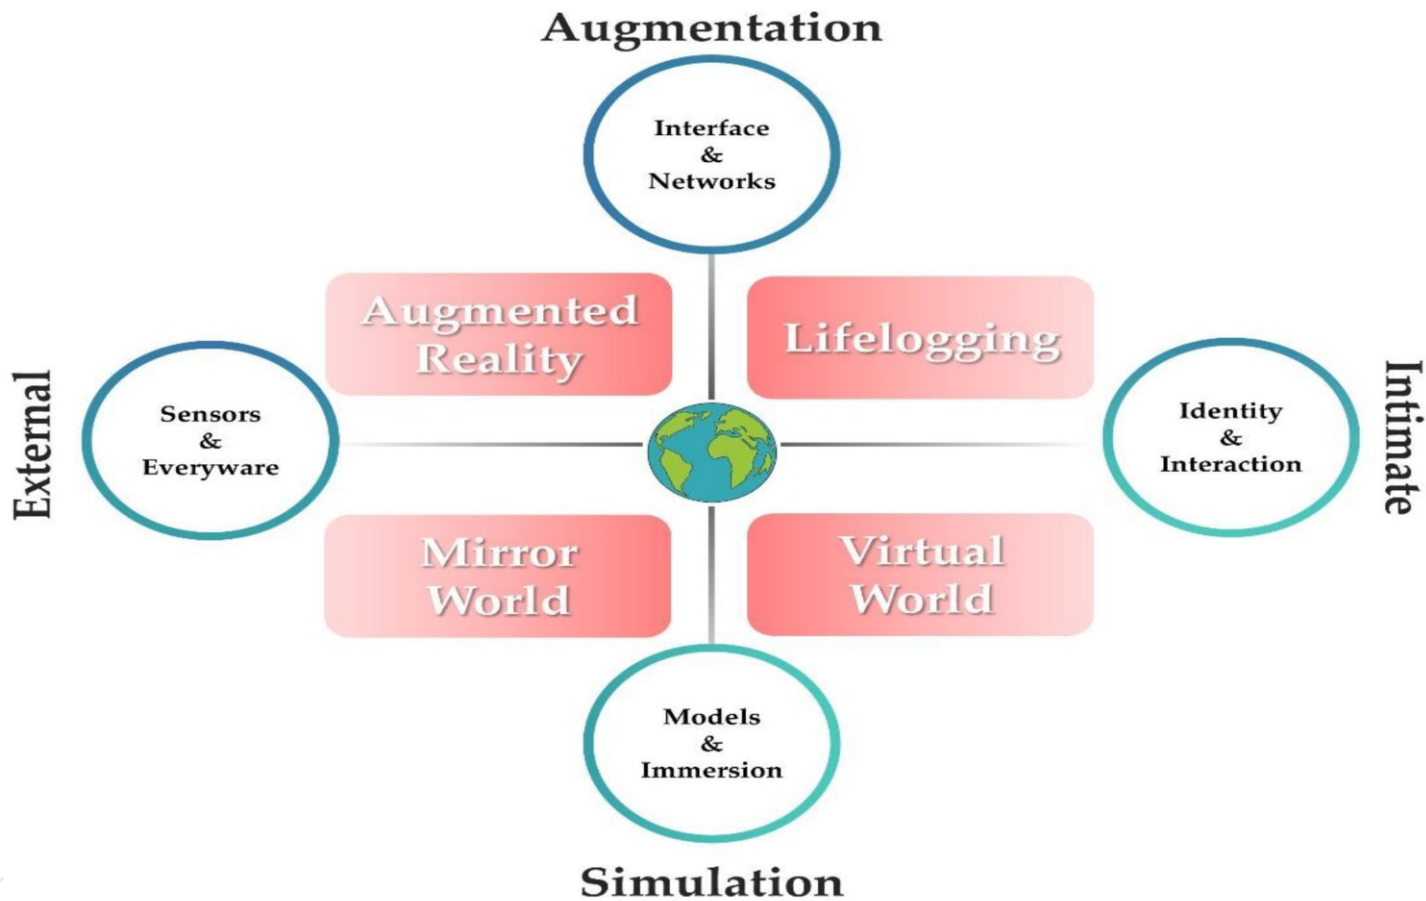 Augmentation
Interface
&
Networks
Augmented
Reality
Lifelogging
External
Sensors
&
Everyware
Identity
&
Interaction
Intimate
Mirror
World
Virtual
World
Models
&
Immersion
Simulation